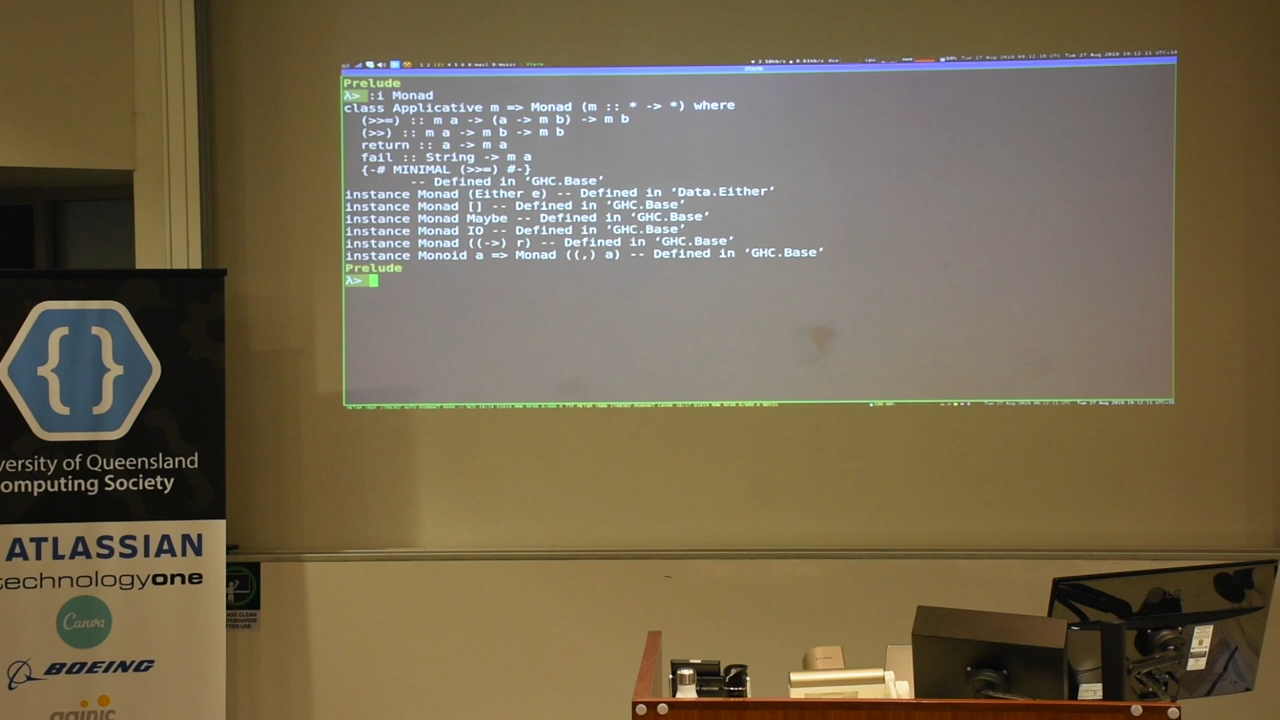 Prelude
λ> :i Monad
class Applicative m => Monad (m :: * -> *) where
(>>=) :: m a -> (a -> m b) -> m b
(>>) :: m a -> m b -> m b
return :: a -> m a
fail :: String -> m a
{-# MINIMAL (>>=) #-}
-- Defined in ‘GHC.Base’
instance Monad (Either e) -- Defined in ‘Data.Either’
instance Monad [] -- Defined in ‘GHC.Base’
instance Monad Maybe -- Defined in ‘GHC.Base’
instance Monad IO -- Defined in ‘GHC.Base’
instance Monad ((->) r) -- Defined in ‘GHC.Base’
instance Monoid a => Monad ((,) a) -- Defined in ‘GHC.Base’
Prelude
λ>
{}
versity of Queensland
omputing Society
ATLASSIAN
technologyone
Canva
BOEING